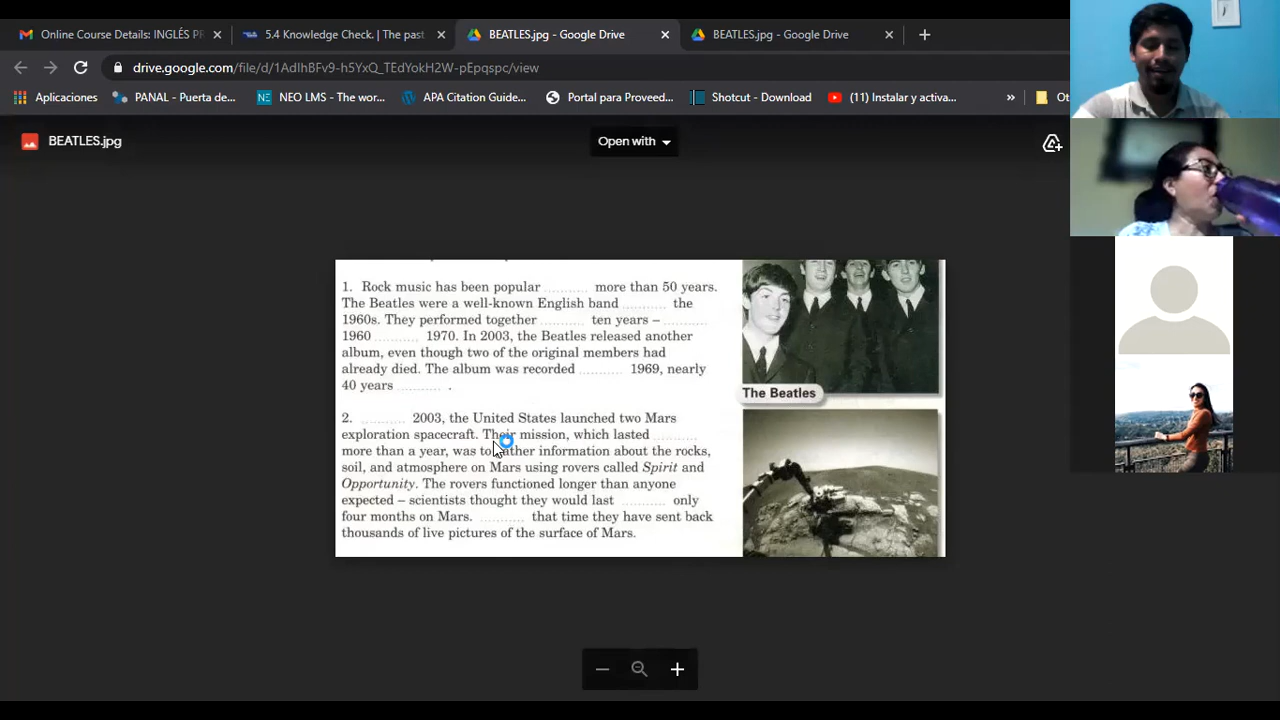 Online Course Details: INGLÉS PR
5.4 Knowledge Check. | The past
BEATLES.jpg - Google Drive
BEATLES.jpg - Google Drive
drive.google.com/file/d/1AdIhBFv9-h5YxQ_TEdYokH2W-pEpqspc/view
Aplicaciones
PANAL - Puerta de...
NEO LMS - The wor...
APA Citation Guide...
Portal para Proveed...
Shotcut - Download
(11) Instalar y activa...
»
Ot
BEATLES.jpg
Open with
1. Rock music has been popular .......... more than 50 years.
The Beatles were a well-known English band .......... the
1960s. They performed together .......... ten years – ..........
1960 .......... 1970. In 2003, the Beatles released another
album, even though two of the original members had
already died. The album was recorded .......... 1969, nearly
40 years .......... .
The Beatles
2. .......... 2003, the United States launched two Mars
exploration spacecraft. Their mission, which lasted ..........
more than a year, was to gather information about the rocks,
soil, and atmosphere on Mars using rovers called Spirit and
Opportunity. The rovers functioned longer than anyone
expected – scientists thought they would last .......... only
four months on Mars. .......... that time they have sent back
thousands of live pictures of the surface of Mars.